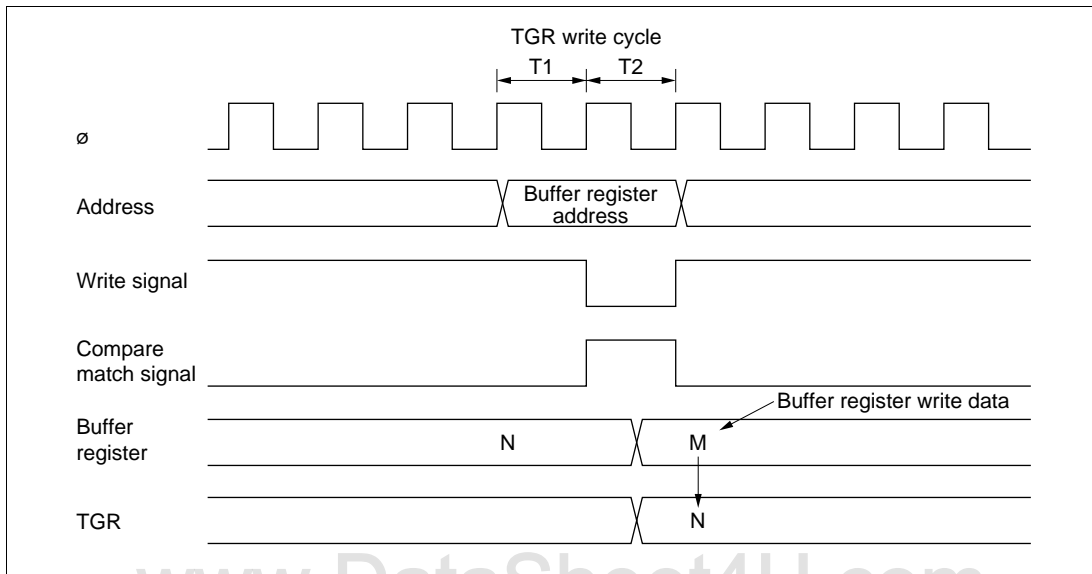 TGR write cycle
T1 T2
ø
Address
Buffer register
address
Write signal
Compare
match signal
Buffer register write data
Buffer
register
N M
TGR
N
www.DataSheet4U.com